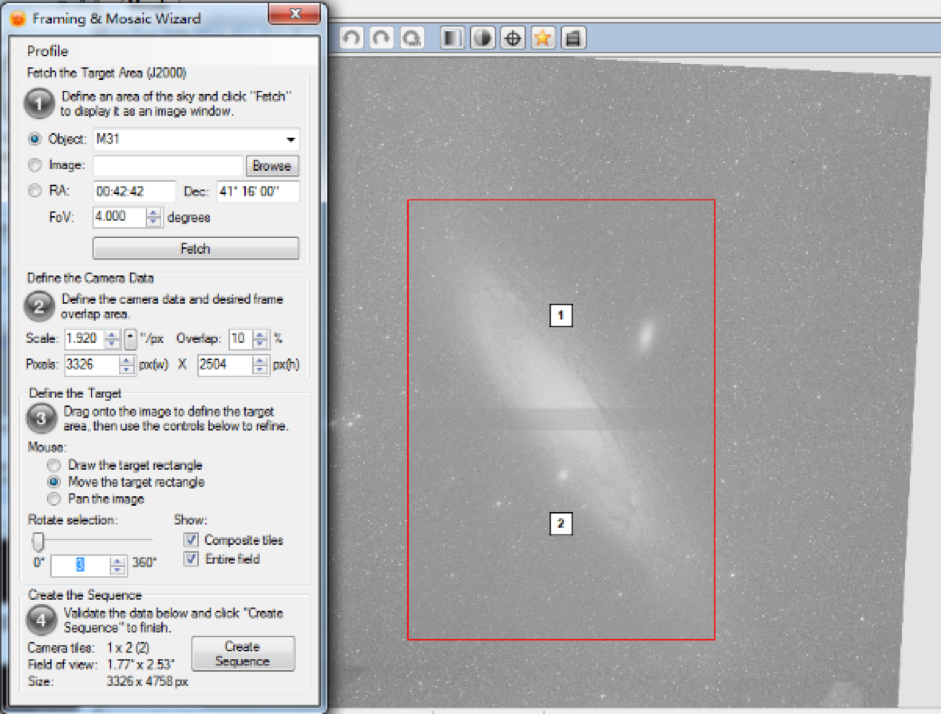 Framing & Mosaic Wizard
Profile
Fetch the Target Area (J2000)
1 Define an area of the sky and click "Fetch"
to display it as an image window.
Object: M31
Image: Browse
RA: 00:42:42 Dec: 41° 16' 00"
FoV: 4.000 degrees
Fetch
Define the Camera Data
2 Define the camera data and desired frame
overlap area.
Scale: 1.920 "/px Overlap: 10 %
Pixels: 3326 px(w) X 2504 px(h)
Define the Target
3 Drag onto the image to define the target
area, then use the controls below to refine.
Mouse:
Draw the target rectangle
Move the target rectangle
Pan the image
Rotate selection: Show:
Composite tiles
0° 3 360° Entire field
Create the Sequence
4 Validate the data below and click "Create
Sequence" to finish.
Camera tiles: 1 x 2 (2)
Field of view: 1.77° x 2.53°
Size: 3326 x 4758 px
Create
Sequence
1
2